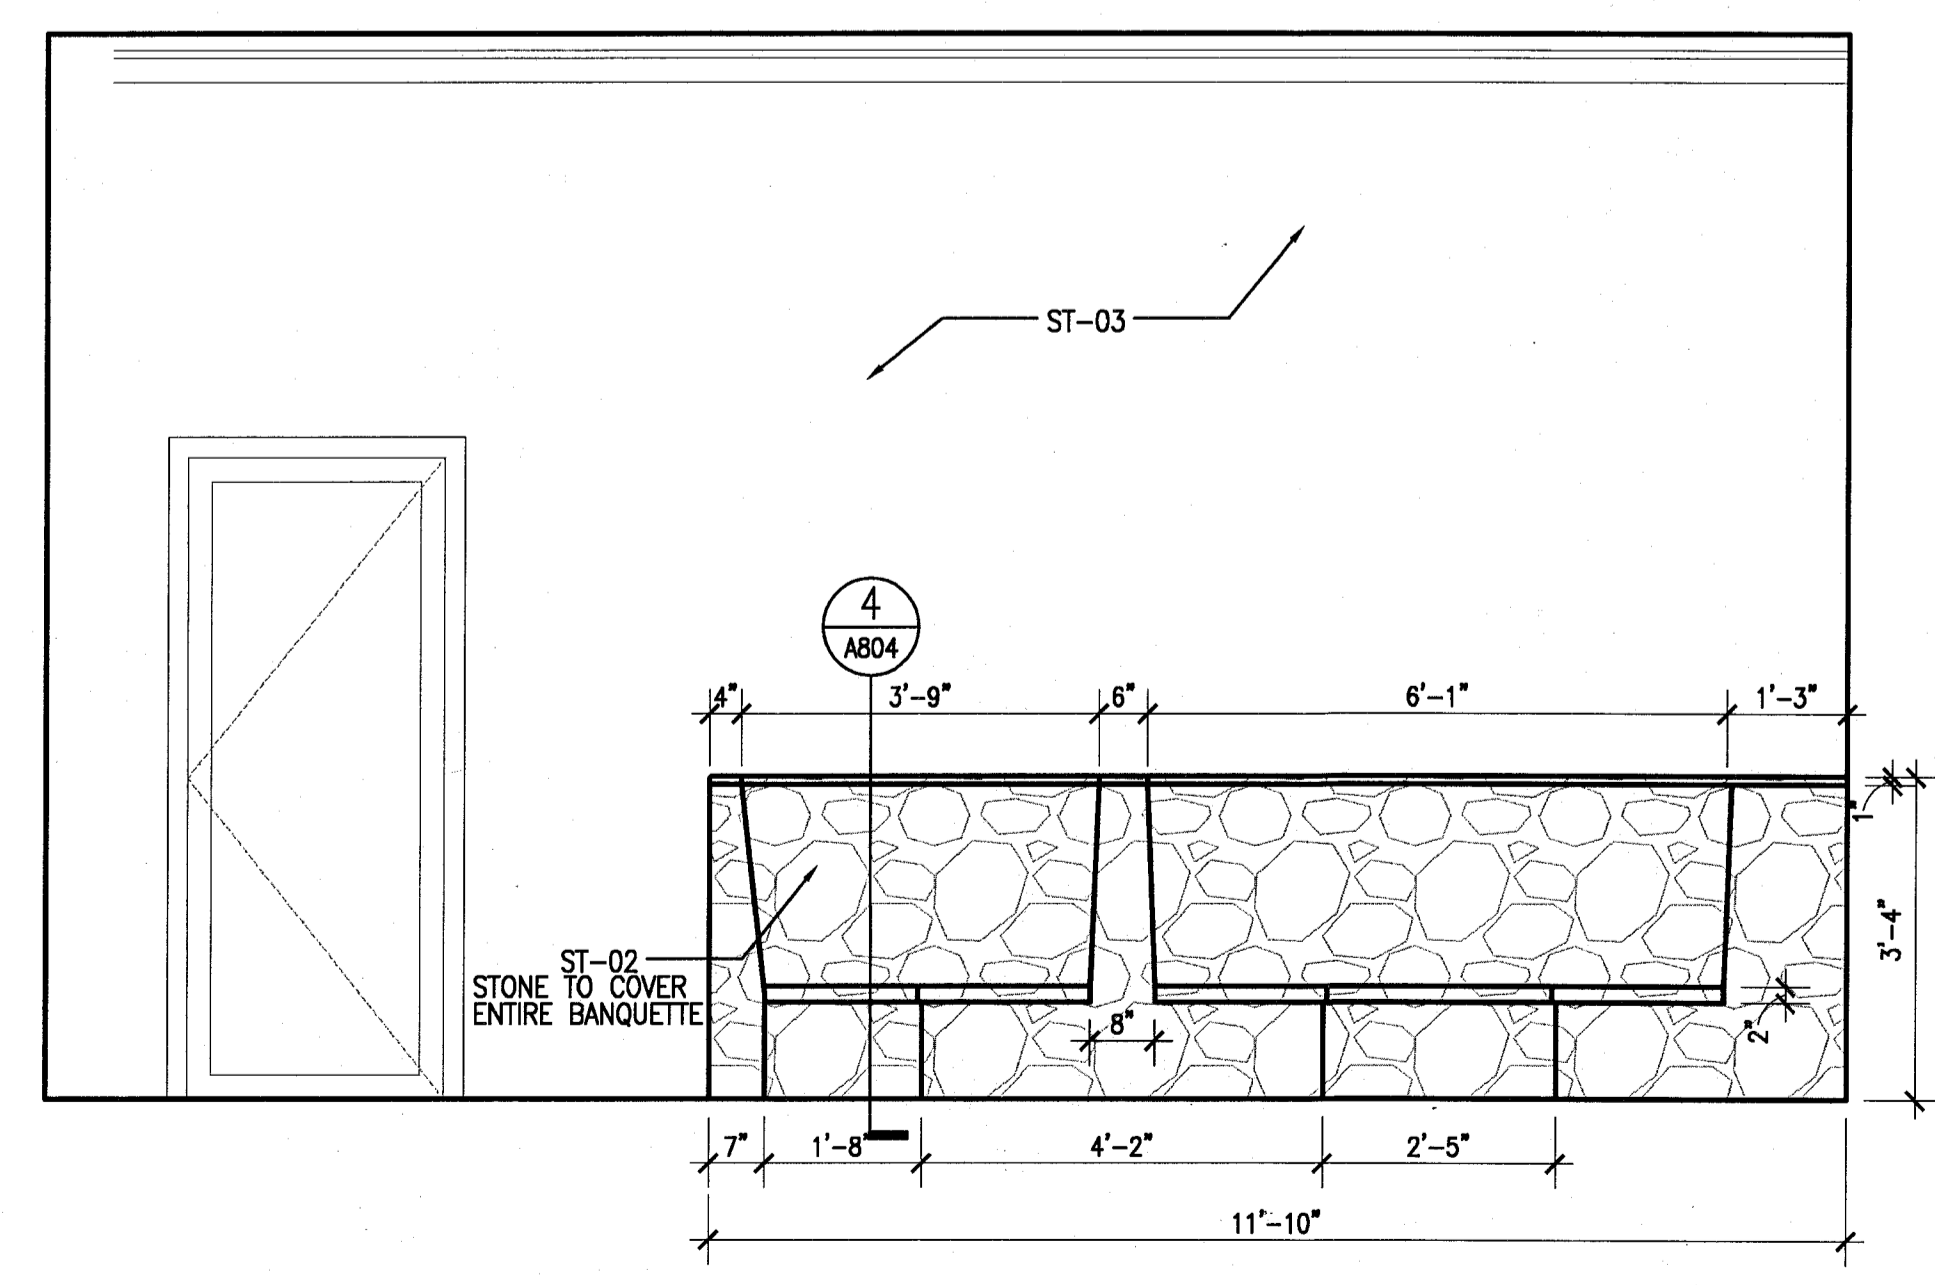 ST-03
4
A804
4" 3'-9" 6" 6'-1" 1'-3"
1"
3'-4"
ST-02
STONE TO COVER
ENTIRE BANQUETTE
8"
2"
7" 1'-8" 4'-2" 2'-5"
11'-10"